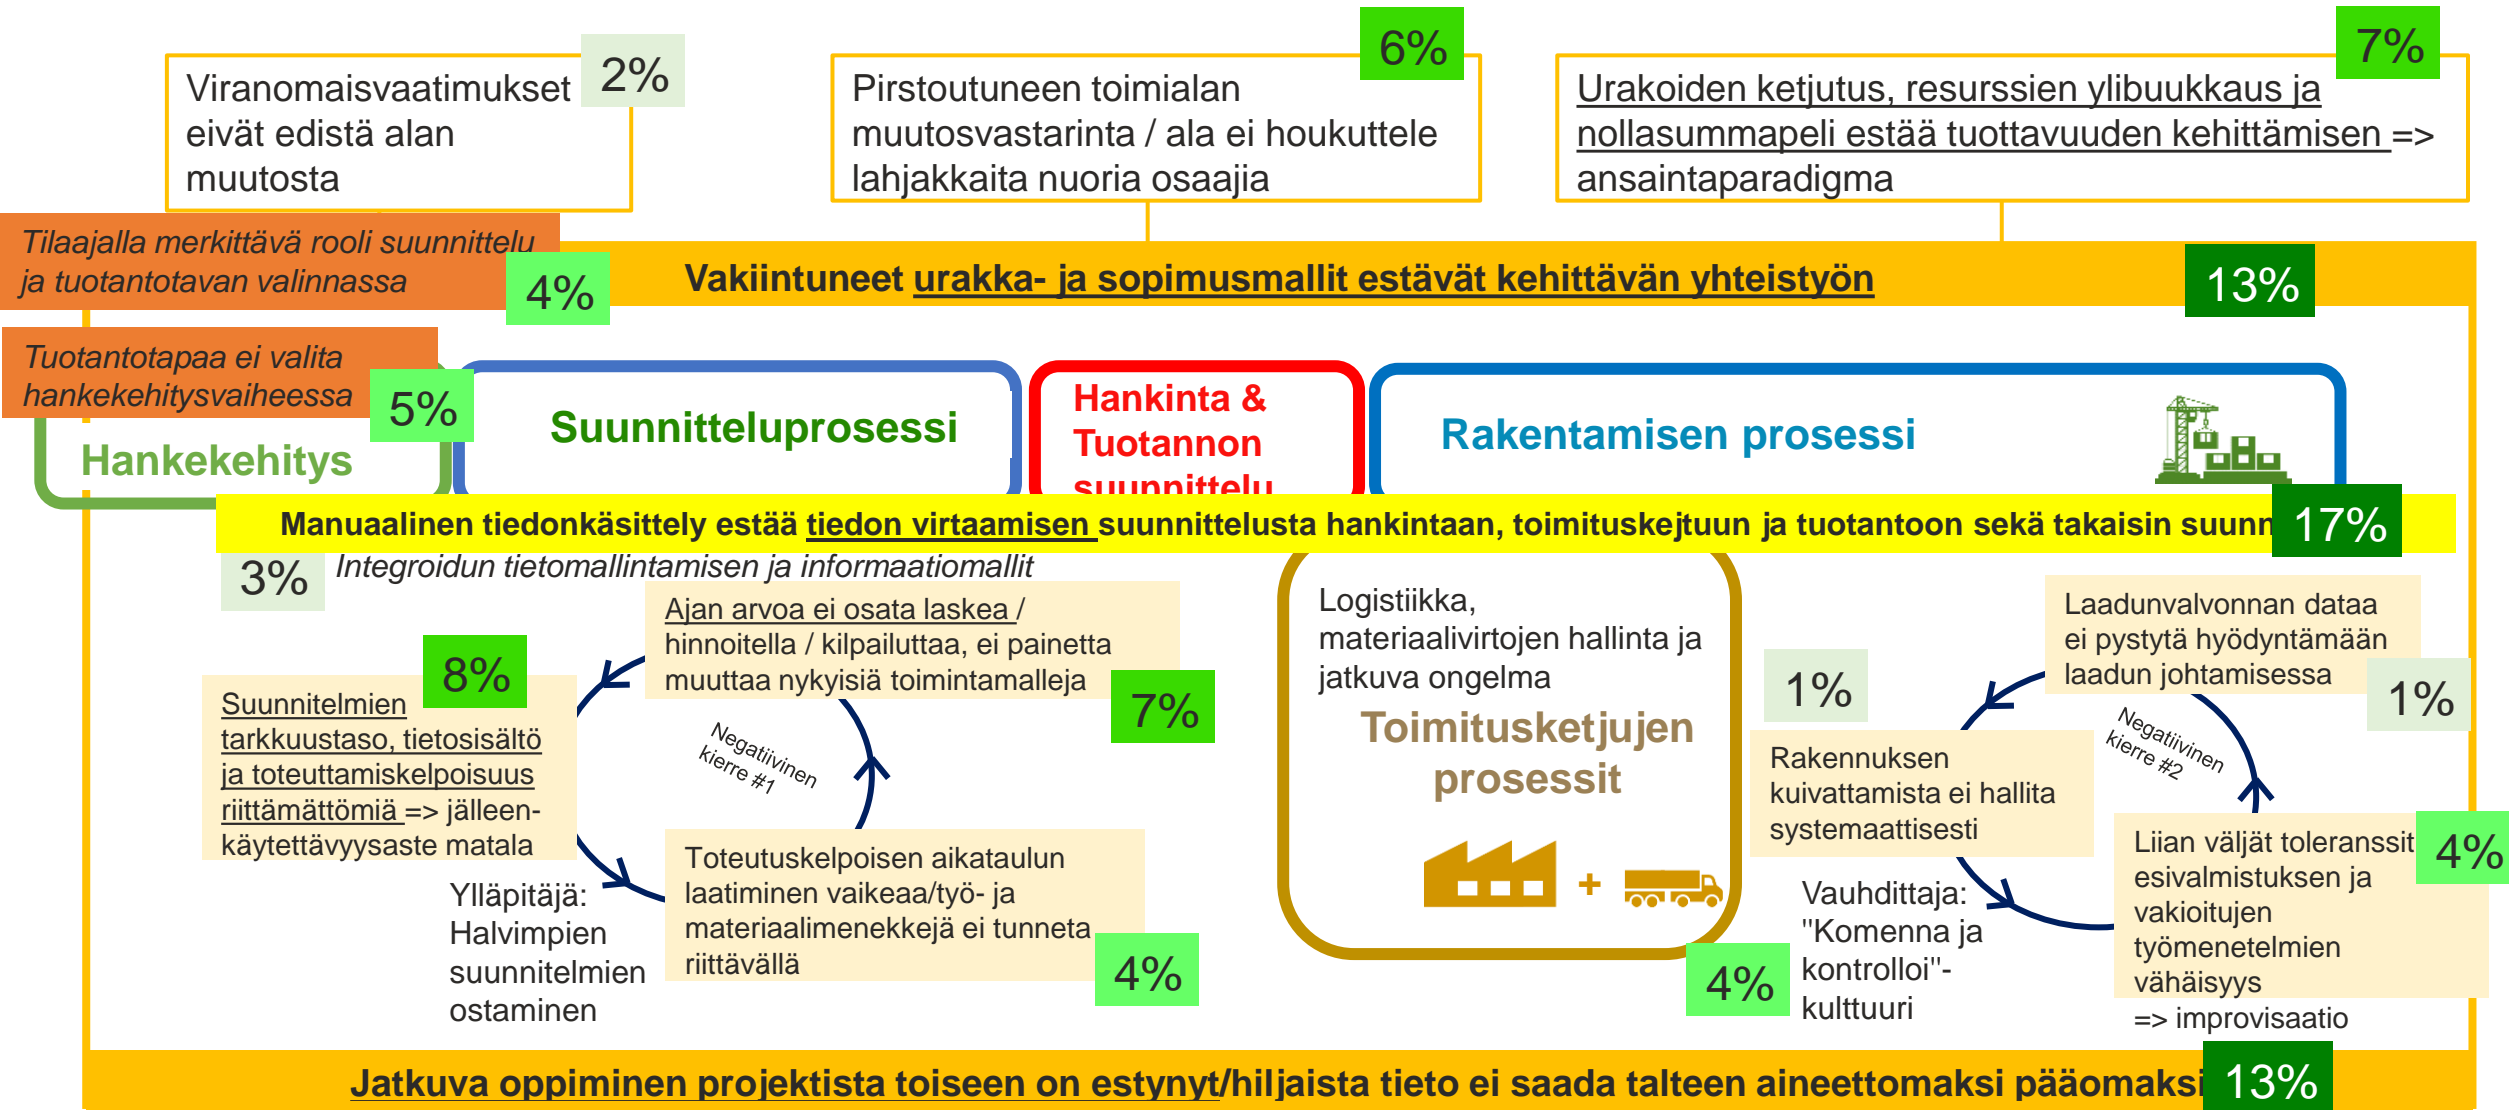 Viranomaisvaatimukset
eivät edistä alan
muutosta
2%
Pirstoutuneen toimialan
muutosvastarinta / ala ei houkuttele
lahjakkaita nuoria osaajia
6%
Urakoiden ketjutus, resurssien ylibuukkaus ja
nollasummapeli estää tuottavuuden kehittämisen =>
ansaintaparadigma
7%
Tilaajalla merkittävä rooli suunnittelu
ja tuotantotavan valinnassa
4%
Vakiintuneet urakka- ja sopimusmallit estävät kehittävän yhteistyön
13%
Tuotantotapaa ei valita
hankekehitysvaiheessa
5%
Hankekehitys
Suunnitteluprosessi
Hankinta &
Tuotannon
suunnittelu
Rakentamisen prosessi
Manuaalinen tiedonkäsittely estää tiedon virtaamisen suunnittelusta hankintaan, toimituskejtuun ja tuotantoon sekä takaisin suunn
17%
3%
Integroidun tietomallintamisen ja informaatiomallit
Ajan arvoa ei osata laskea /
hinnoitella / kilpailuttaa, ei painetta
muuttaa nykyisiä toimintamalleja
7%
8%
Suunnitelmien
tarkkuustaso, tietosisältö
ja toteuttamiskelpoisuus
riittämättömiä => jälleen-
käytettävyysaste matala
Negatiivinen
kierre #1
Toteutuskelpoisen aikataulun
laatiminen vaikeaa/työ- ja
materiaalimenekkejä ei tunneta
riittävällä
4%
Ylläpitäjä:
Halvimpien
suunnitelmien
ostaminen
Logistiikka,
materiaalivirtojen hallinta ja
jatkuva ongelma
Toimitusketjujen
prosessit
+
4%
Laadunvalvonnan dataa
ei pystytä hyödyntämään
laadun johtamisessa
1%
1%
Rakennuksen
kuivattamista ei hallita
systemaattisesti
Negatiivinen
kierre #2
Liian väljät toleranssit
esivalmistuksen ja
vakioitujen
työmenetelmien
vähäisyys
=> improvisaatio
4%
Vauhdittaja:
"Komenna ja
kontrolloi"-
kulttuuri
Jatkuva oppiminen projektista toiseen on estynyt/hiljaista tieto ei saada talteen aineettomaksi pääomaksi
13%